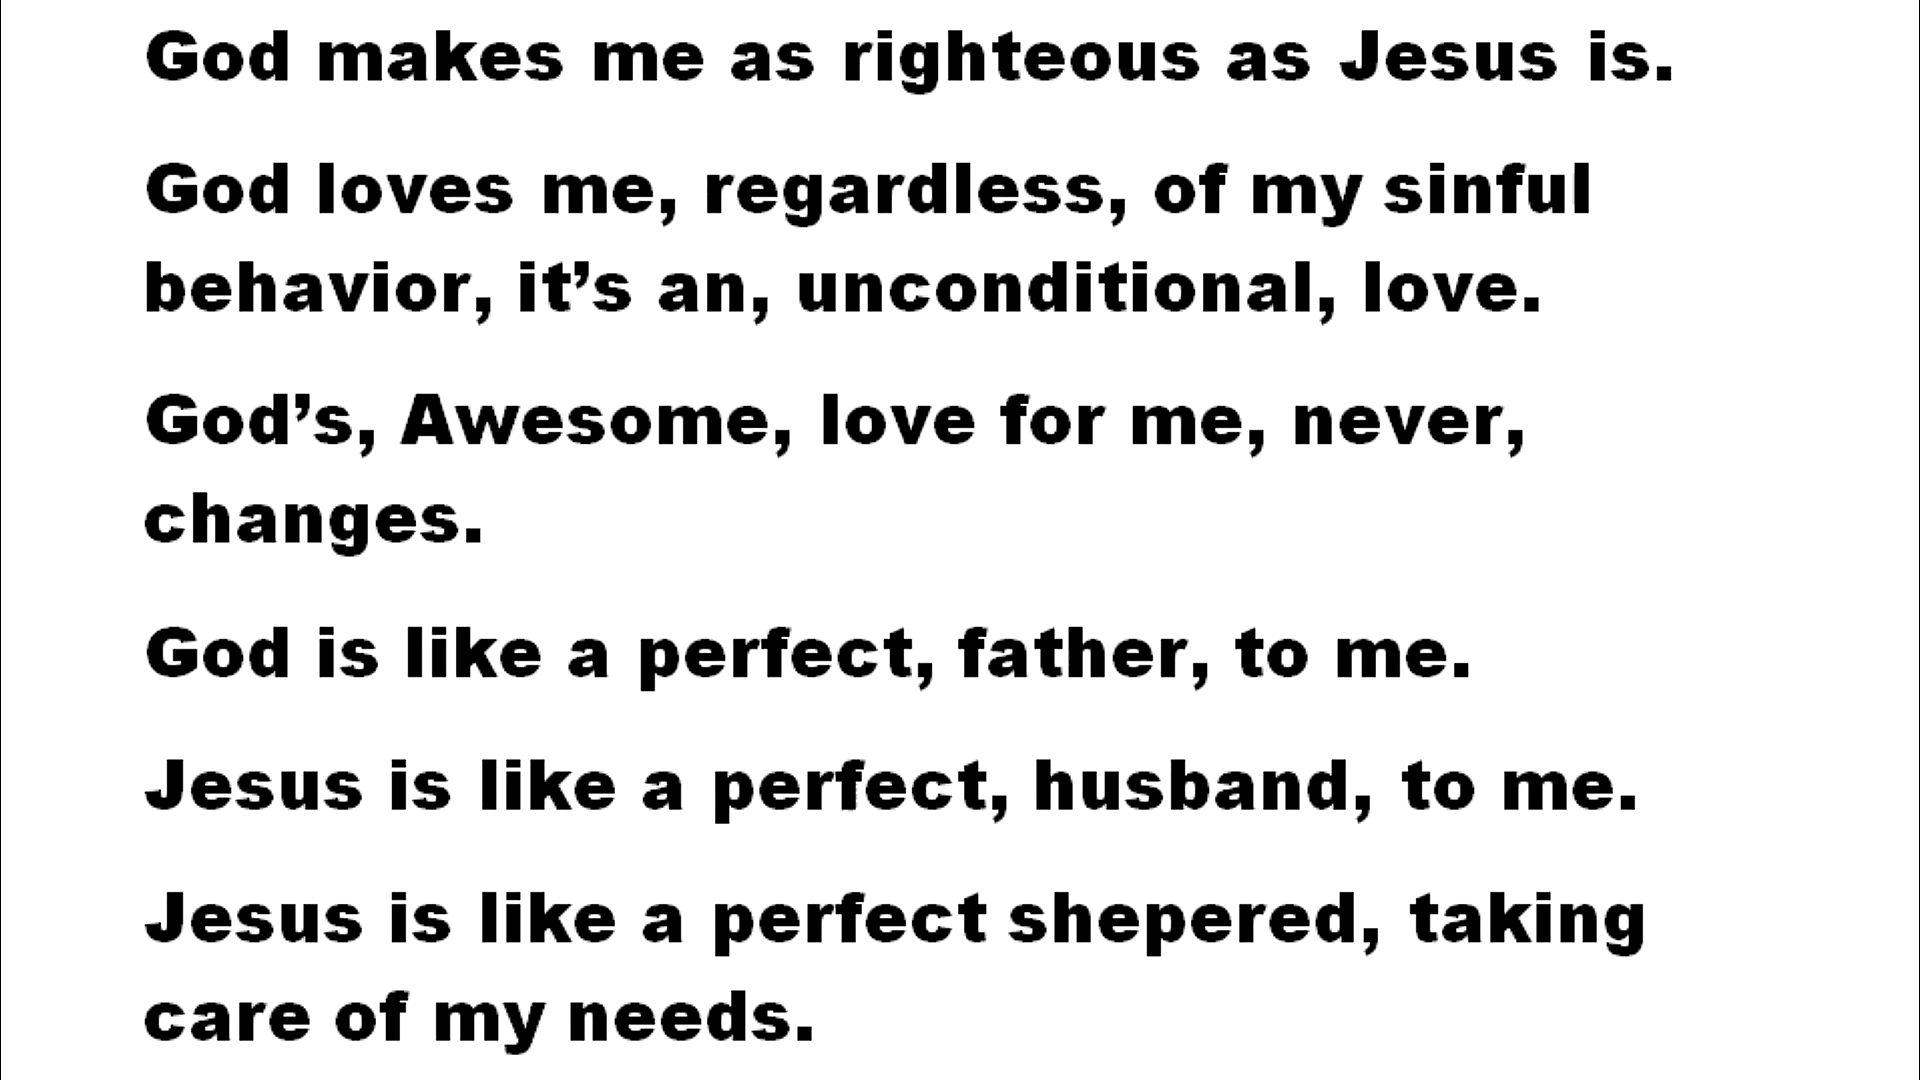 God makes me as righteous as Jesus is.
God loves me, regardless, of my sinful
behavior, it’s an, unconditional, love.
God’s, Awesome, love for me, never,
changes.
God is like a perfect, father, to me.
Jesus is like a perfect, husband, to me.
Jesus is like a perfect shepered, taking
care of my needs.